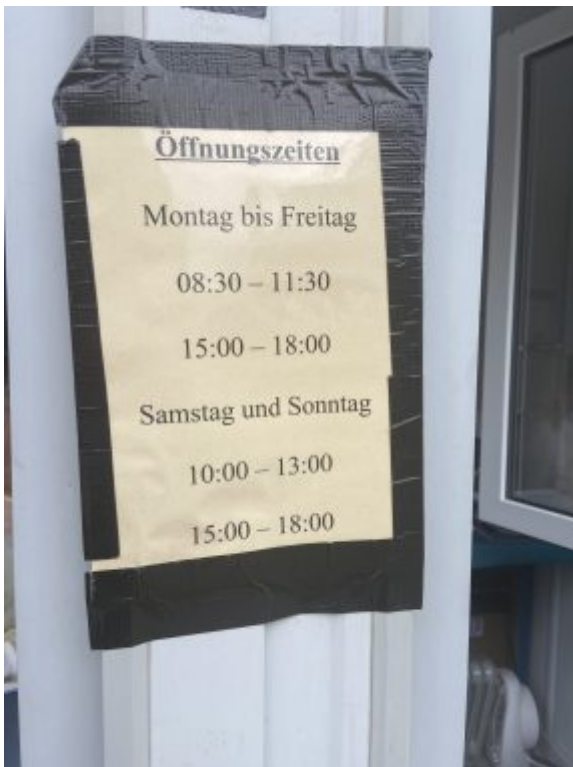 Öffnungszeiten
Montag bis Freitag
08:30 – 11:30
15:00 – 18:00
Samstag und Sonntag
10:00 – 13:00
15:00 – 18:00